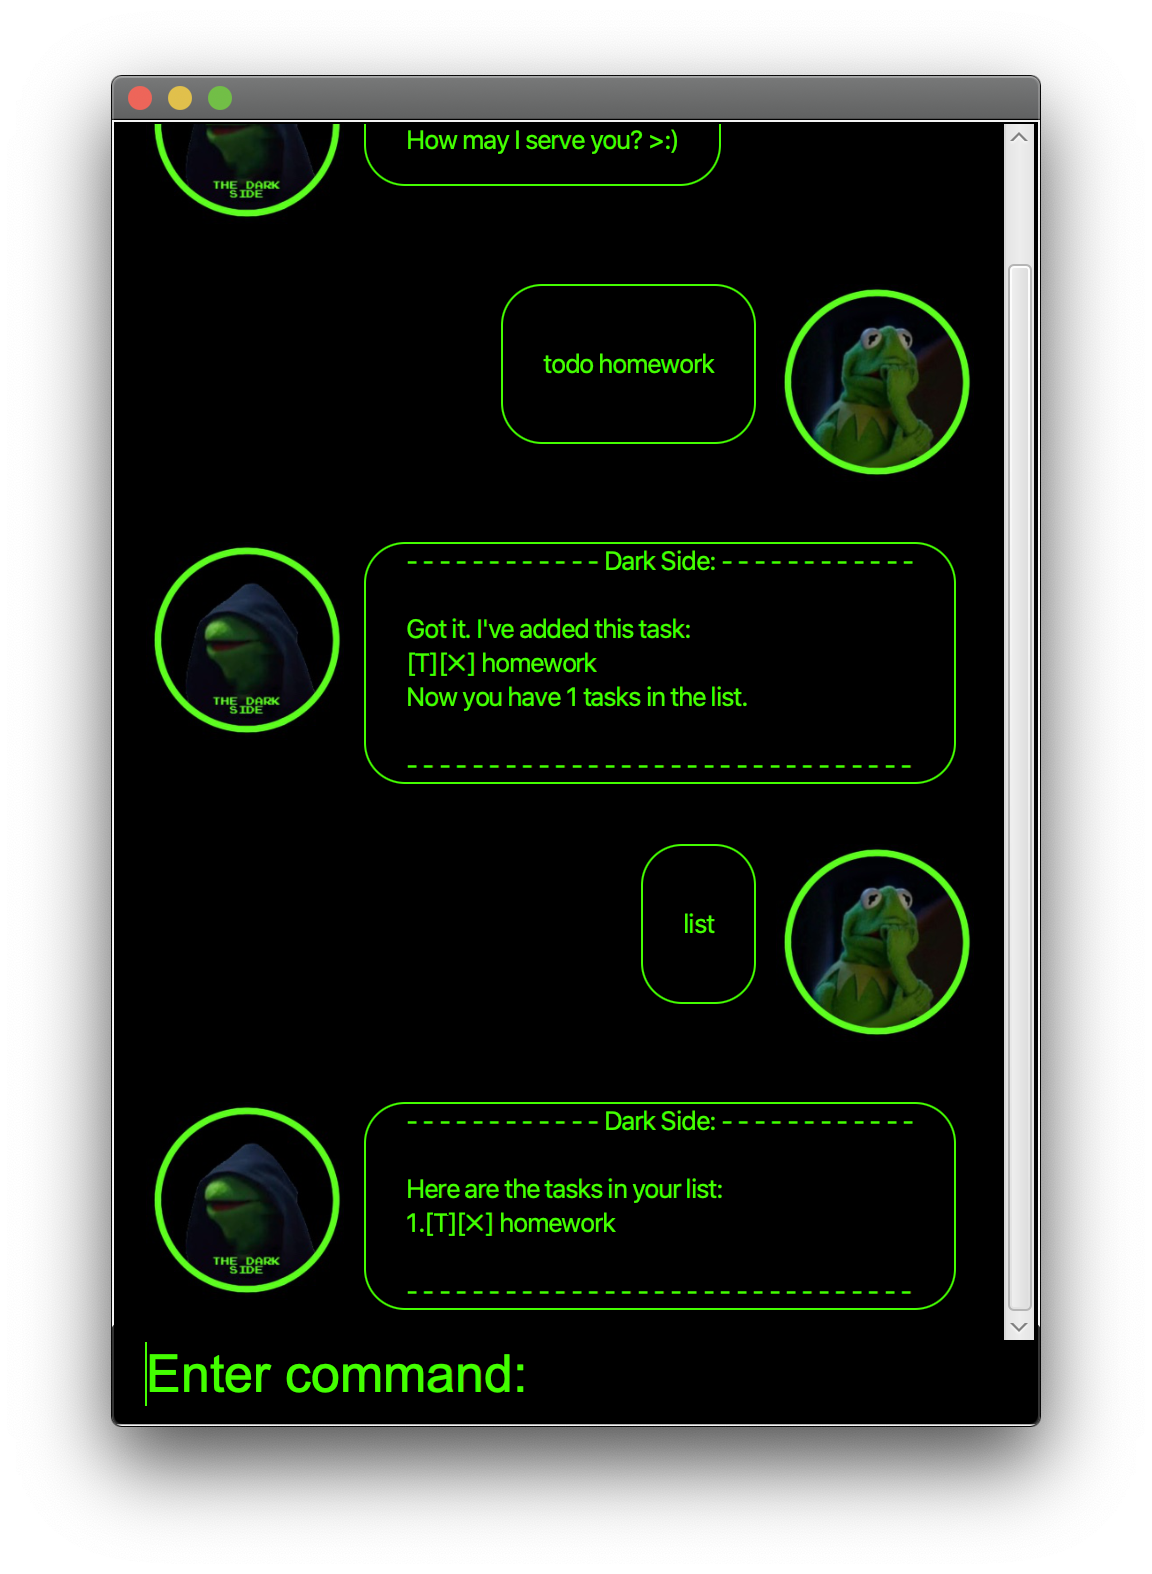 How may I serve you? >:)
THE DARK
SIDE
todo homework
- - - - - - - - - - - - Dark Side: - - - - - - - - - - - -
Got it. I've added this task:
[T][✕] homework
Now you have 1 tasks in the list.
- - - - - - - - - - - - - - - - - - - - - - - - - - - - - - -
THE DARK
SIDE
list
- - - - - - - - - - - - Dark Side: - - - - - - - - - - - -
Here are the tasks in your list:
1.[T][✕] homework
- - - - - - - - - - - - - - - - - - - - - - - - - - - - - - -
THE DARK
SIDE
Enter command: